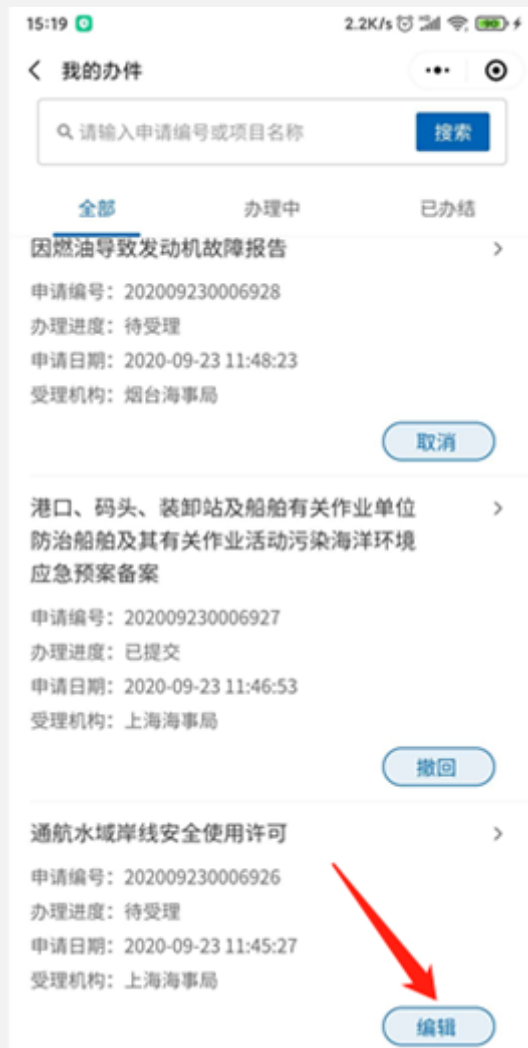 15:19
2.2K/s
90
我的办件
请输入申请编号或项目名称
搜索
全部
办理中
已办结
因燃油导致发动机故障报告
申请编号：202009230006928
办理进度：待受理
申请日期：2020-09-23 11:48:23
受理机构：烟台海事局
取消
港口、码头、装卸站及船舶有关作业单位
防治船舶及其有关作业活动污染海洋环境
应急预案备案
申请编号：202009230006927
办理进度：已提交
申请日期：2020-09-23 11:46:53
受理机构：上海海事局
撤回
通航水域岸线安全使用许可
申请编号：202009230006926
办理进度：待受理
申请日期：2020-09-23 11:45:27
受理机构：上海海事局
编辑